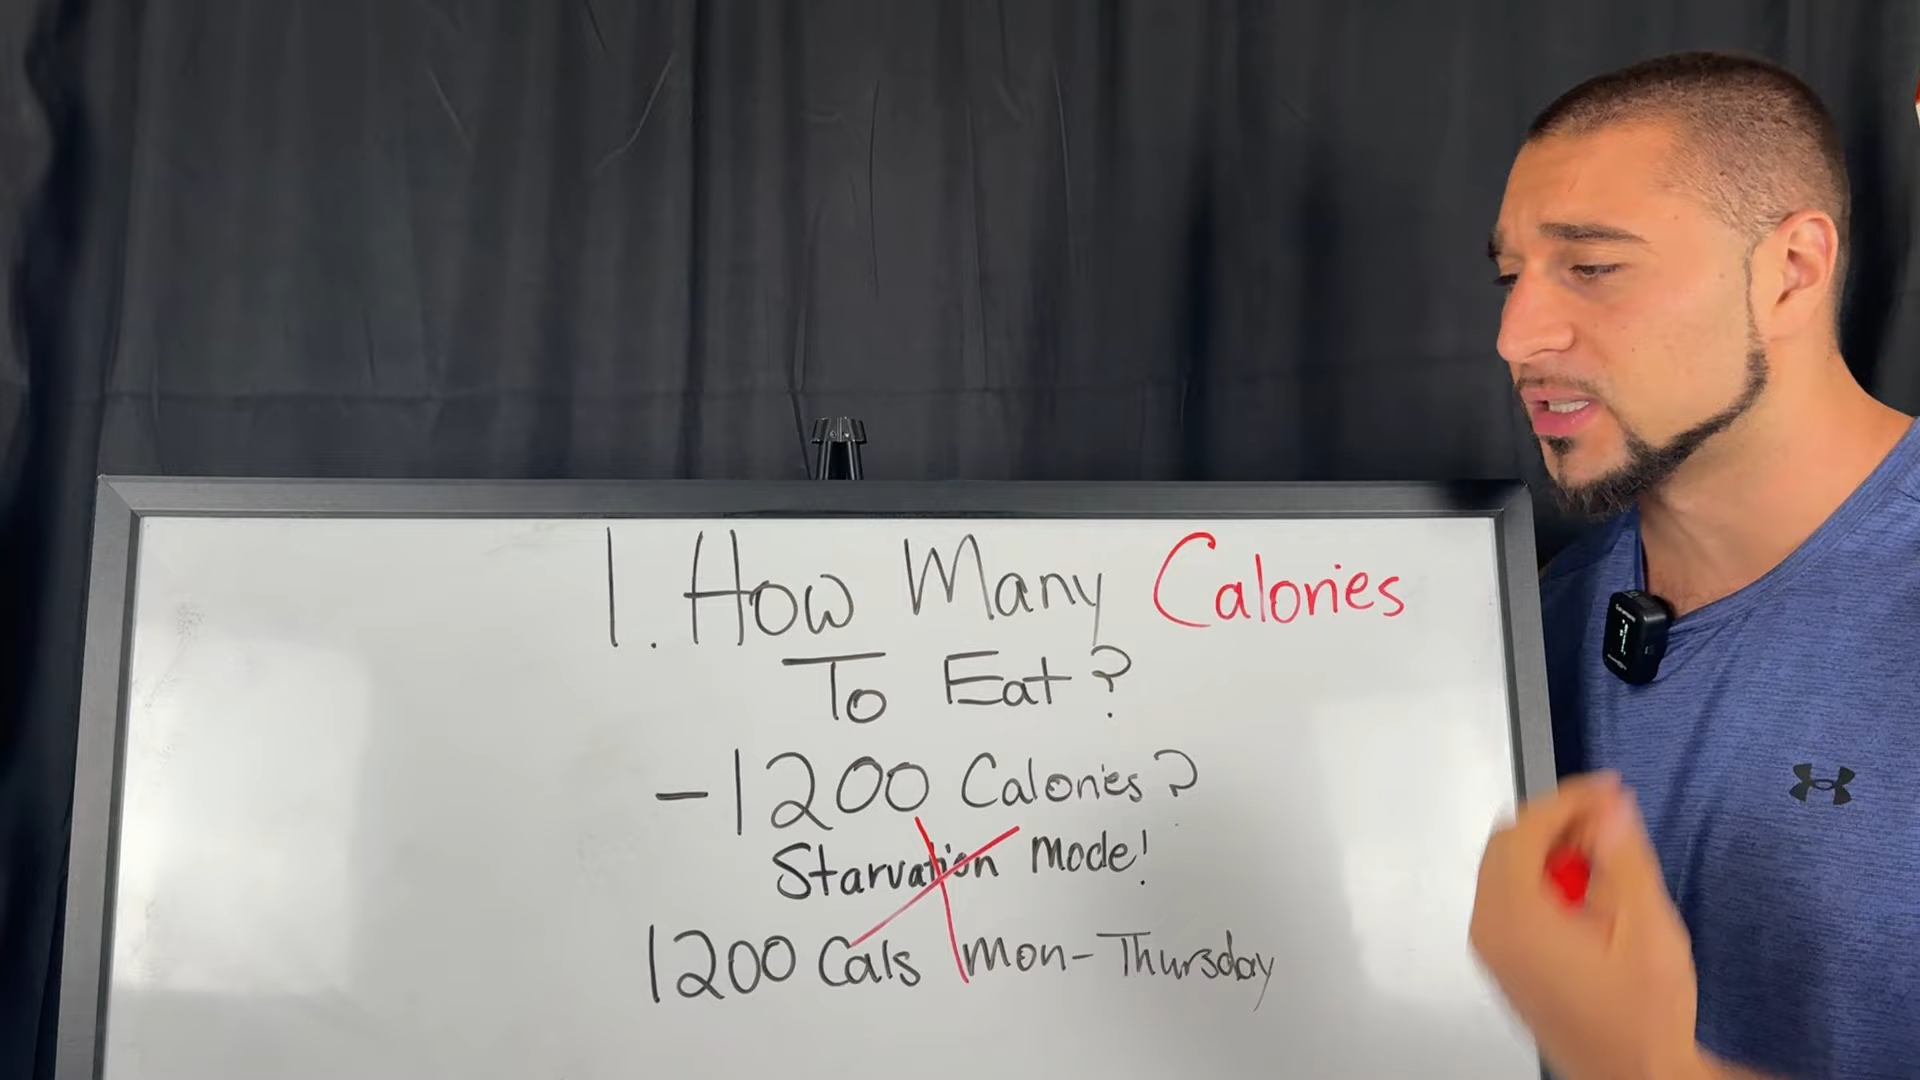 1. How Many Calories
To Eat?
- 1200 Calories?
Starvation Mode!
1200 Cals Mon - Thursday